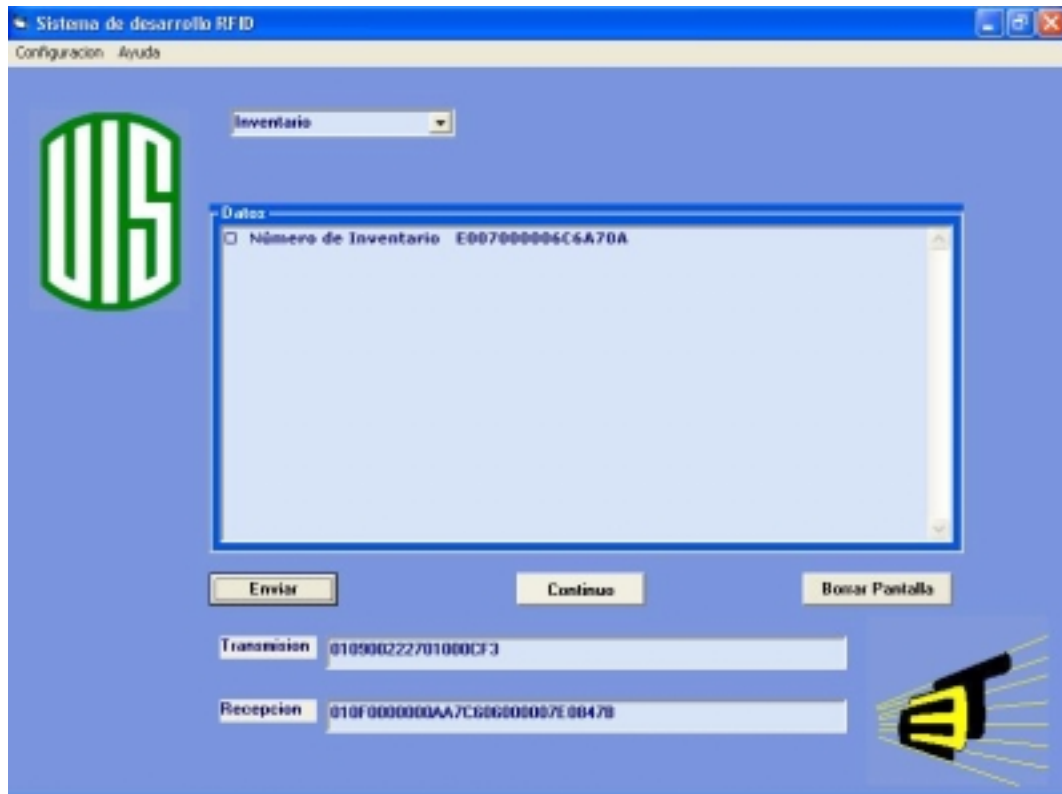 Sistema de desarrollo RFID
Configuracion Ayuda
UIS
Inventario
Datos
Número de Inventario E007000006C6A70A
Enviar
Continuo
Borrar Pantalla
Transmision
010900222701000CF3
Recepcion
010F0000000AA7C606000007E08478